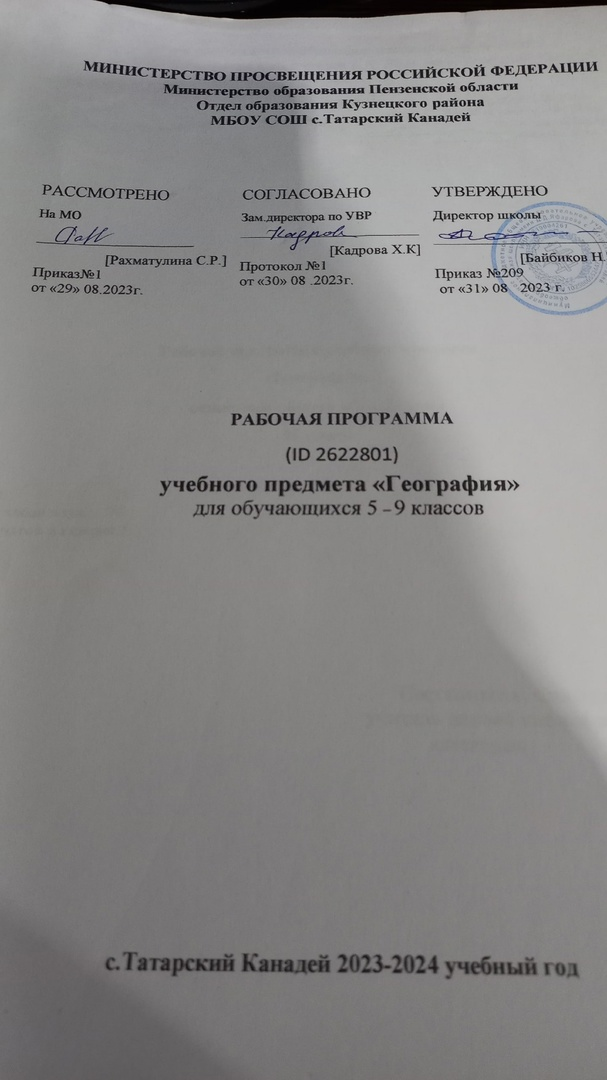 МИНИСТЕРСТВО ПРОСВЕЩЕНИЯ РОССИЙСКОЙ ФЕДЕРАЦИИ
Министерство образования Пензенской области
Отдел образования Кузнецкого района
МБОУ СОШ с.Татарский Канадей
РАССМОТРЕНО
На МО
[Рахматулина С.Р.]
Приказ№1
от «29» 08.2023г.
СОГЛАСОВАНО
Зам.директора по УВР
Кадрова
[Кадрова Х.К]
Протокол №1
от «30» 08 .2023г.
УТВЕРЖДЕНО
Директор школы
[Байбиков Н.
Приказ №209
от «31» 08 2023 г.
РАБОЧАЯ ПРОГРАММА
(ID 2622801)
учебного предмета «География»
для обучающихся 5 – 9 классов
с.Татарский Канадей 2023-2024 учебный год